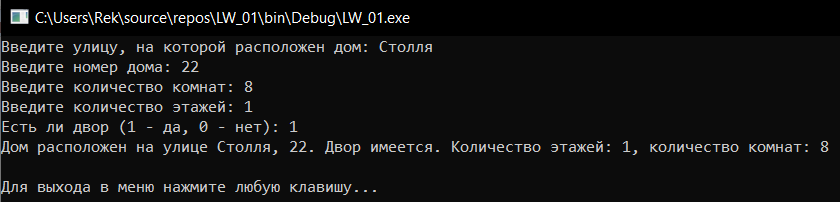 C:\Users\Rek\source\repos\LW_01\bin\Debug\LW_01.exe
Введите улицу, на которой расположен дом: Столля
Введите номер дома: 22
Введите количество комнат: 8
Введите количество этажей: 1
Есть ли двор (1 - да, 0 - нет): 1
Дом расположен на улице Столля, 22. Двор имеется. Количество этажей: 1, количество комнат: 8
Для выхода в меню нажмите любую клавишу...